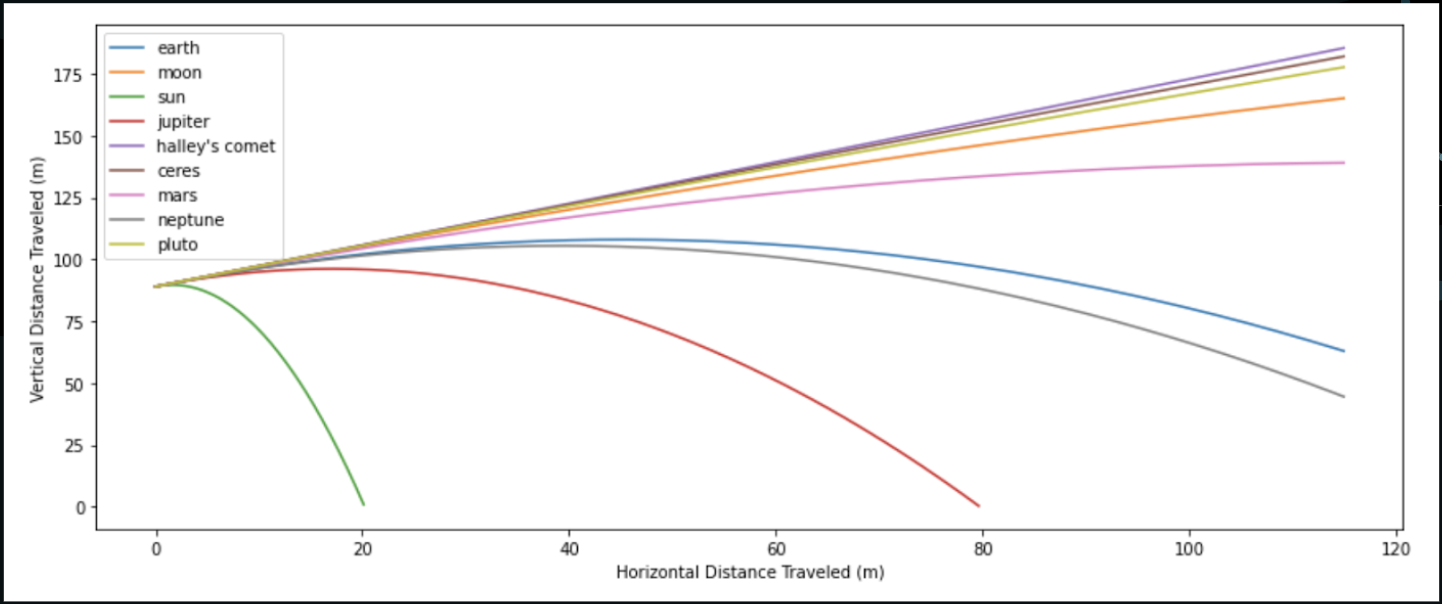 earth
moon
sun
jupiter
halley's comet
ceres
mars
neptune
pluto
Vertical Distance Traveled (m)
175
150
125
100
75
50
25
0
0 20 40 60 80 100 120
Horizontal Distance Traveled (m)